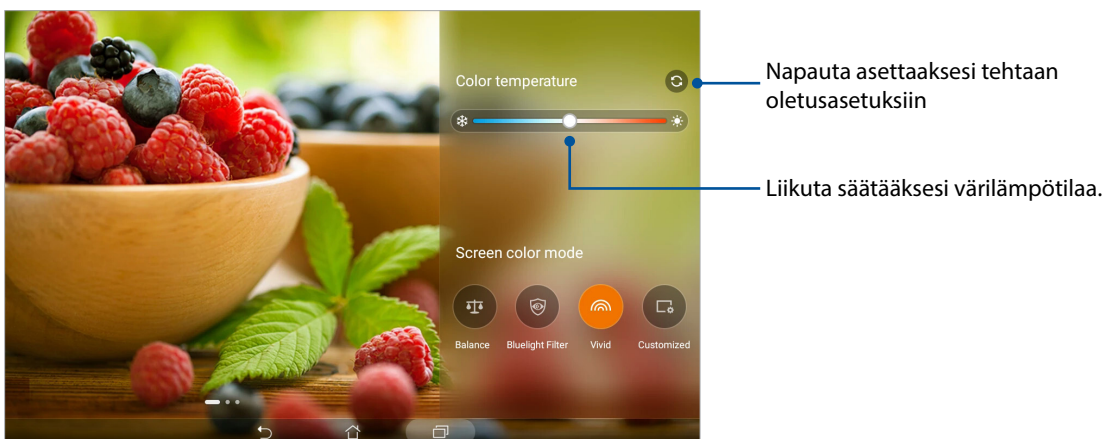 Color temperature
Napauta asettaaksesi tehtaan
oletusasetuksiin
Liikuta säätääksesi värilämpötilaa.
Screen color mode
Balance Bluelight Filter Vivid Customized